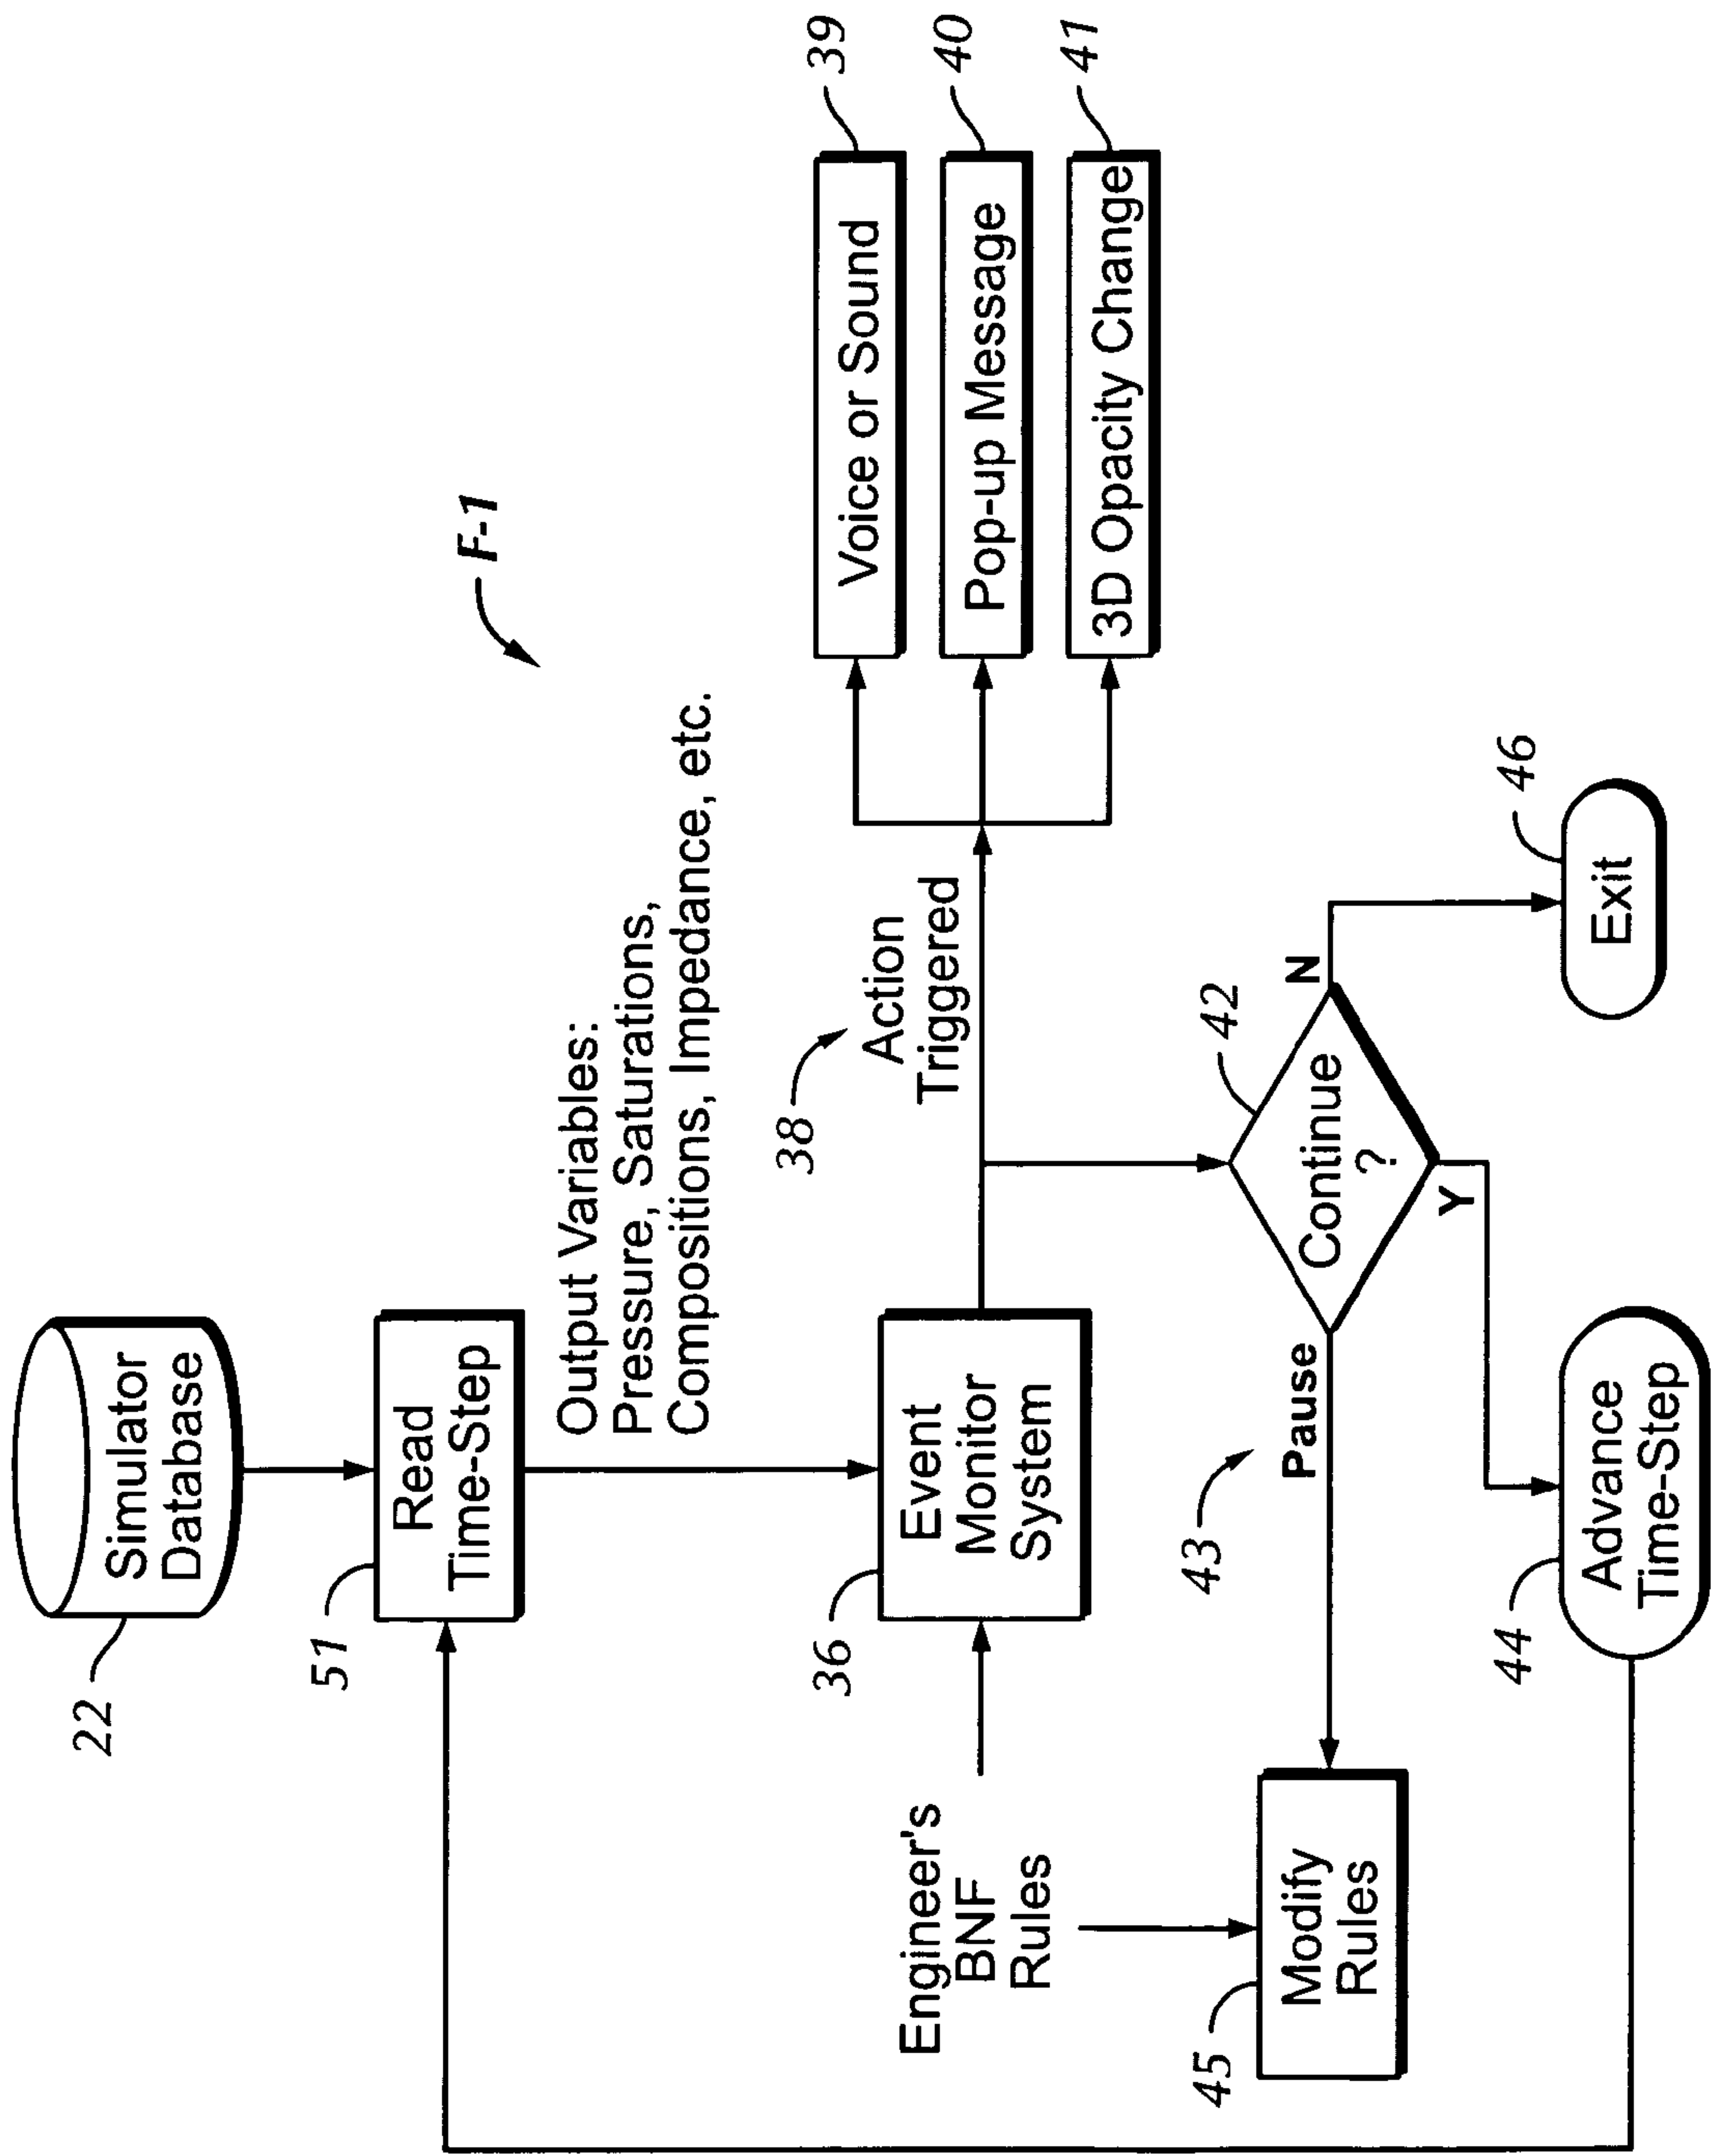 22
Simulator
Database
51
Read
Time-Step
F-1
Output Variables:
Pressure, Saturations,
Compositions, Impedance, etc.
36
Event
Monitor
System
Engineer's
BNF
Rules
38
Action
Triggered
Voice or Sound
39
Pop-up Message
40
3D Opacity Change
41
42
Continue
?
N
Y
43
Pause
45
Modify
Rules
44
Advance
Time-Step
46
Exit